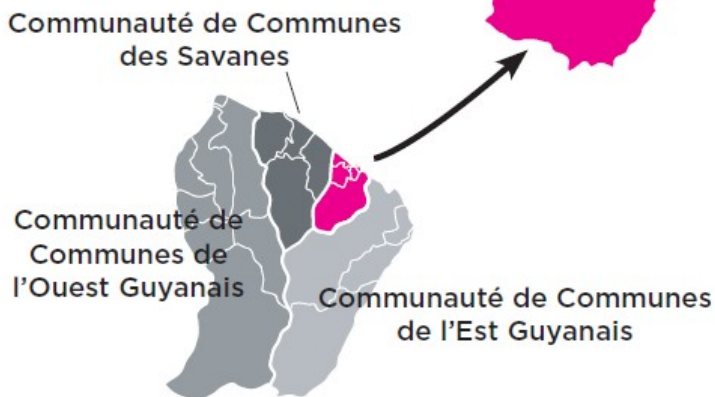 Communauté de Communes
des Savanes
Communauté de
Communes de
l'Ouest Guyanais
Communauté de Communes
de l'Est Guyanais